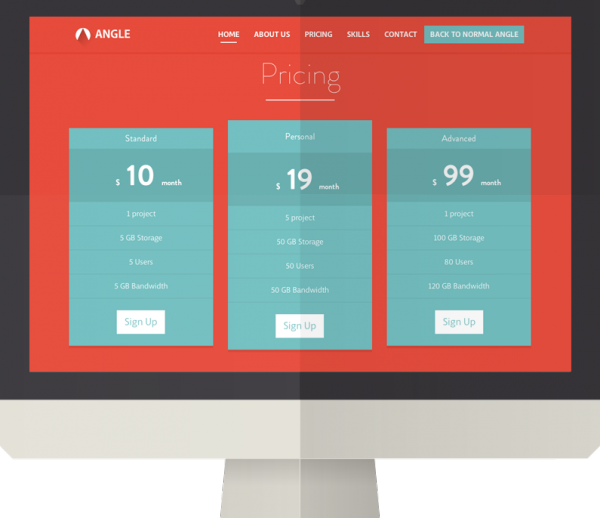 ANGLE
HOME ABOUT US PRICING SKILLS CONTACT BACK TO NORMAL ANGLE
Pricing
Standard
$ 10 month
1 project
5 GB Storage
5 Users
5 GB Bandwidth
Sign Up
Personal
$ 19 month
5 project
50 GB Storage
50 Users
50 GB Bandwidth
Sign Up
Advanced
$ 99 month
1 project
100 GB Storage
80 Users
120 GB Bandwidth
Sign Up